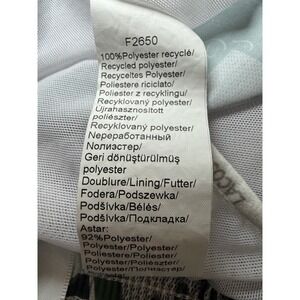 F2650
100%Polyester recyclé/
Recycled polyester/
Recyceltes Polyester/
Poliestere riciclato/
Poliester z recyklingu/
Recyklovaný polyester/
Újrahasznosított
poliészter/
Recyklovaný polyester/
Нереработанный
Nолиэстер/
Geri dönüştürülmüş
polyester
Doublure/Lining/Futter/
Fodera/Podszewka/
Podšívka/Bélés/
Podšívka/Подкладка/
Astar:
92%Polyester/
Polyester/Polyester/
Poliestere/Poliester/
Polyester/Poliészter/